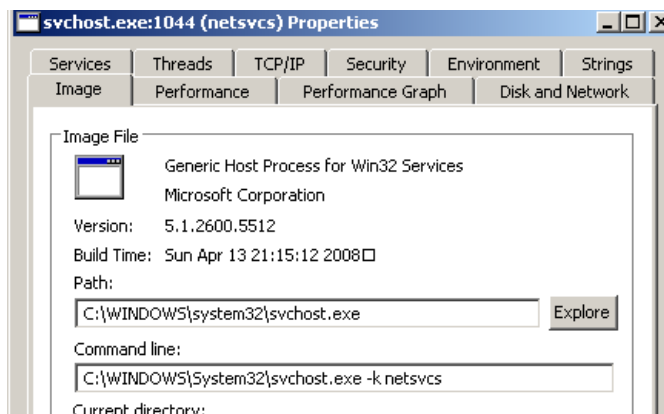 svchost.exe:1044 (netsvcs) Properties
Services Threads TCP/IP Security Environment Strings
Image Performance Performance Graph Disk and Network
Image File
Generic Host Process for Win32 Services
Microsoft Corporation
Version: 5.1.2600.5512
Build Time: Sun Apr 13 21:15:12 2008□
Path:
C:\WINDOWS\system32\svchost.exe Explore
Command line:
C:\WINDOWS\System32\svchost.exe -k netsvcs
Current directory: